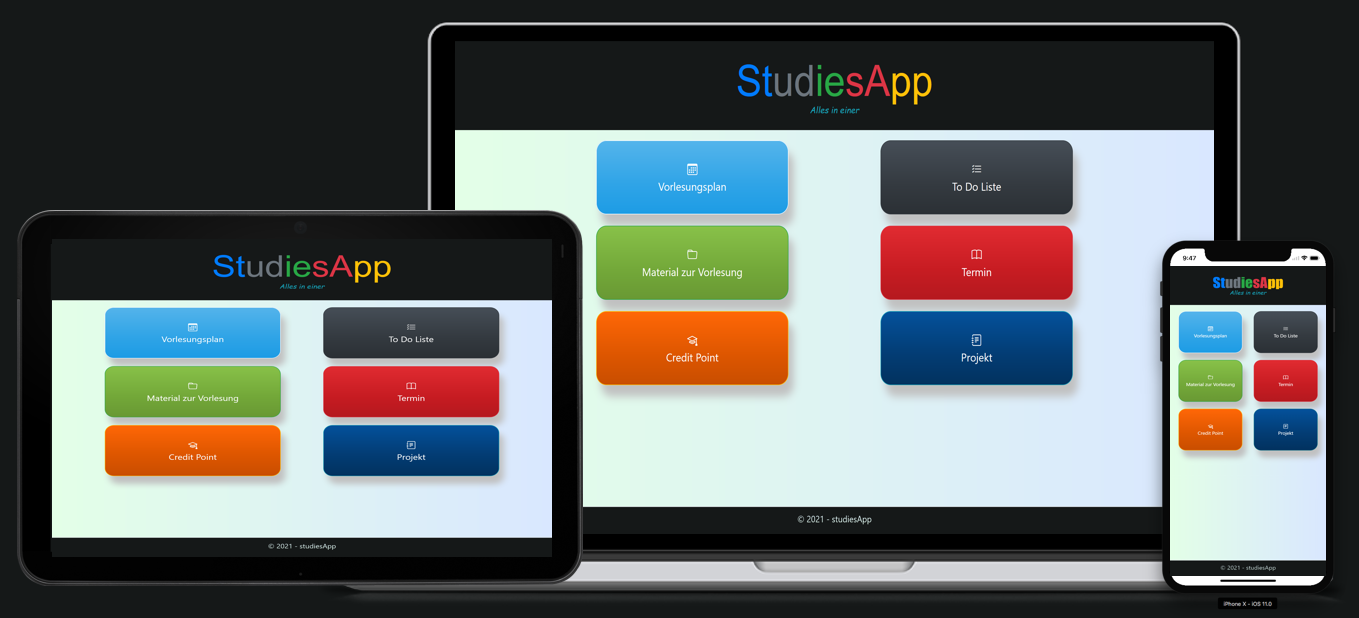 StudiesApp
Alles in einer
Vorlesungsplan
To Do Liste
Material zur Vorlesung
Termin
Credit Point
Projekt
© 2021 - studiesApp
StudiesApp
Alles in einer
Vorlesungsplan
To Do Liste
Material zur Vorlesung
Termin
Credit Point
Projekt
© 2021 - studiesApp
9:47
StudiesApp
Alles in einer
Vorlesungsplan
To Do Liste
Material zur Vorlesung
Termin
Credit Point
Projekt
© 2021 - studiesApp
iPhone X - iOS 11.0